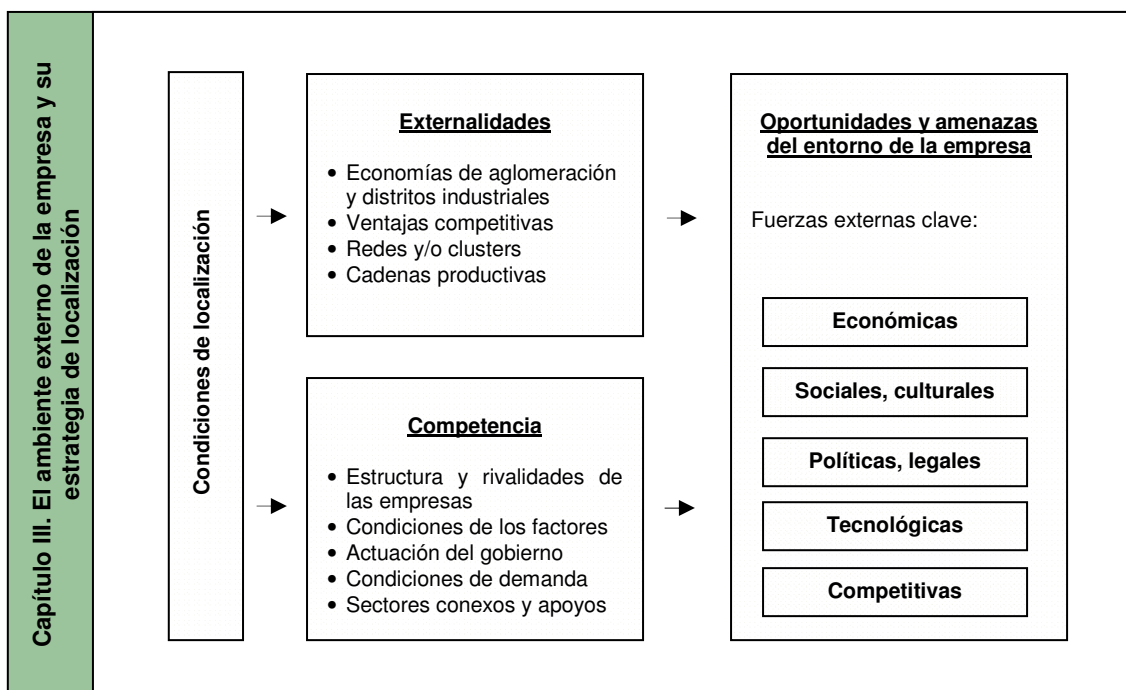 Capítulo III. El ambiente externo de la empresa y su
estrategia de localización
Condiciones de localización
Externalidades
• Economías de aglomeración
y distritos industriales
• Ventajas competitivas
• Redes y/o clusters
• Cadenas productivas
Competencia
• Estructura y rivalidades de
las empresas
• Condiciones de los factores
• Actuación del gobierno
• Condiciones de demanda
• Sectores conexos y apoyos
Oportunidades y amenazas
del entorno de la empresa
Fuerzas externas clave:
Económicas
Sociales, culturales
Políticas, legales
Tecnológicas
Competitivas